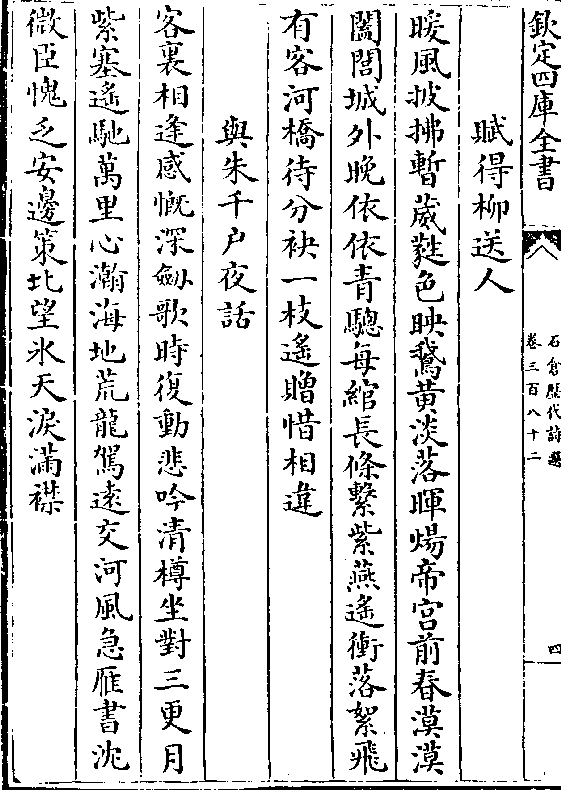 欽定四庫全書
石倉歷代詩選
卷三百八十二
四
賦得柳送人
暖風披拂暫葳蕤色映鵝黃淡落暉煬帝宫前春漠漠
闔閭城外晚依依青驄每綰長條繫紫燕遙衝落絮飛
有客河橋待分袂一枝遙贈惜相違
與朱千户夜話
客裏相逢感慨深劒歌時復動悲吟清樽坐對三更月
紫塞遙馳萬里心瀚海地荒龍駕遠交河風急雁書沈
微臣愧乏安邊策北望氷天淚滿襟